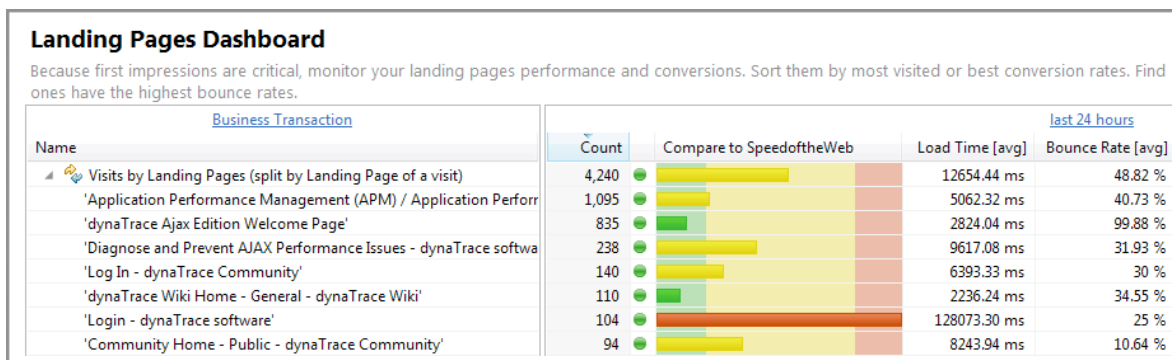 Landing Pages Dashboard
Because first impressions are critical, monitor your landing pages performance and conversions. Sort them by most visited or best conversion rates. Find
ones have the highest bounce rates.
Business Transaction last 24 hours
Name Count Compare to SpeedoftheWeb Load Time [avg] Bounce Rate [avg]
Visits by Landing Pages (split by Landing Page of a visit) 4,240 12654.44 ms 48.82 %
'Application Performance Management (APM) / Application Perforr 1,095 5062.32 ms 40.73 %
'dynaTrace Ajax Edition Welcome Page' 835 2824.04 ms 99.88 %
'Diagnose and Prevent AJAX Performance Issues - dynaTrace softwa 238 9617.08 ms 31.93 %
'Log In - dynaTrace Community' 140 6393.33 ms 30 %
'dynaTrace Wiki Home - General - dynaTrace Wiki' 110 2236.24 ms 34.55 %
'Login - dynaTrace software' 104 128073.30 ms 25 %
'Community Home - Public - dynaTrace Community' 94 8243.94 ms 10.64 %